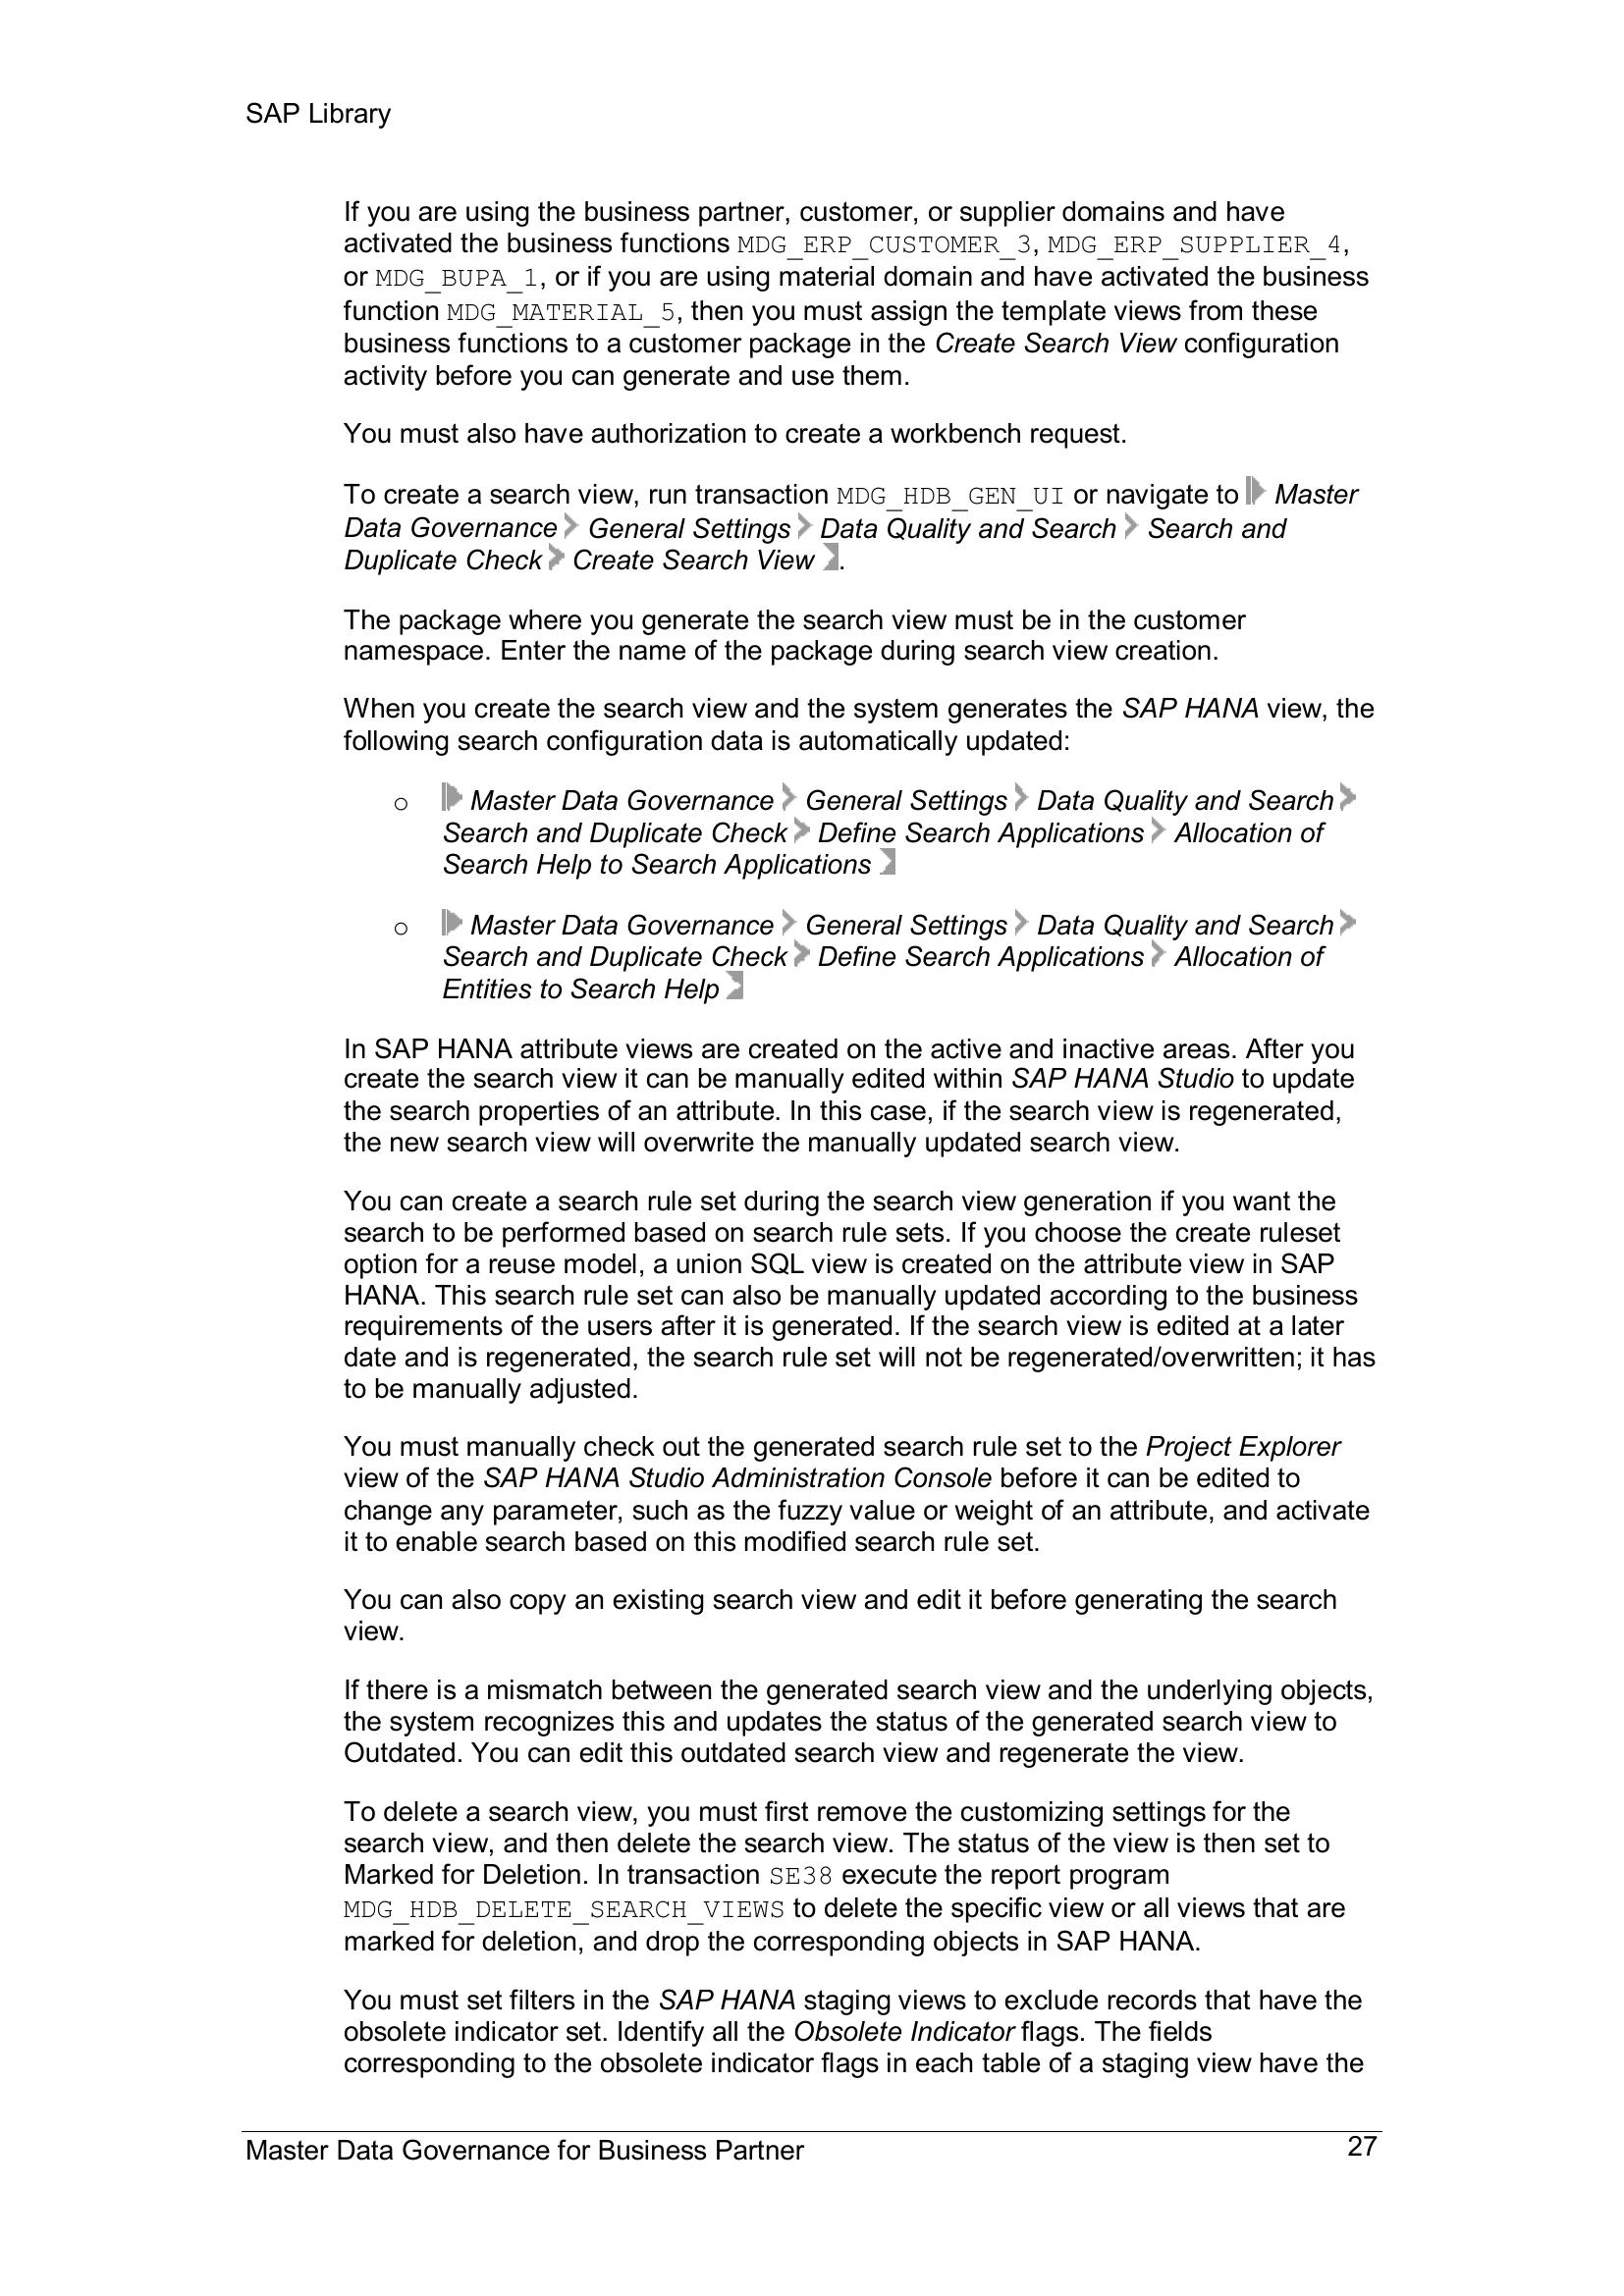 SAP Library
If you are using the business partner, customer, or supplier domains and have
activated the business functions MDG_ERP_CUSTOMER_3, MDG_ERP_SUPPLIER_4,
or MDG_BUPA_1, or if you are using material domain and have activated the business
function MDG_MATERIAL_5, then you must assign the template views from these
business functions to a customer package in the Create Search View configuration
activity before you can generate and use them.
You must also have authorization to create a workbench request.
To create a search view, run transaction MDG_HDB_GEN_UI or navigate to Master
Data Governance General Settings Data Quality and Search Search and
Duplicate Check Create Search View .
The package where you generate the search view must be in the customer
namespace. Enter the name of the package during search view creation.
When you create the search view and the system generates the SAP HANA view, the
following search configuration data is automatically updated:
o Master Data Governance General Settings Data Quality and Search
Search and Duplicate Check Define Search Applications Allocation of
Search Help to Search Applications
o Master Data Governance General Settings Data Quality and Search
Search and Duplicate Check Define Search Applications Allocation of
Entities to Search Help
In SAP HANA attribute views are created on the active and inactive areas. After you
create the search view it can be manually edited within SAP HANA Studio to update
the search properties of an attribute. In this case, if the search view is regenerated,
the new search view will overwrite the manually updated search view.
You can create a search rule set during the search view generation if you want the
search to be performed based on search rule sets. If you choose the create ruleset
option for a reuse model, a union SQL view is created on the attribute view in SAP
HANA. This search rule set can also be manually updated according to the business
requirements of the users after it is generated. If the search view is edited at a later
date and is regenerated, the search rule set will not be regenerated/overwritten; it has
to be manually adjusted.
You must manually check out the generated search rule set to the Project Explorer
view of the SAP HANA Studio Administration Console before it can be edited to
change any parameter, such as the fuzzy value or weight of an attribute, and activate
it to enable search based on this modified search rule set.
You can also copy an existing search view and edit it before generating the search
view.
If there is a mismatch between the generated search view and the underlying objects,
the system recognizes this and updates the status of the generated search view to
Outdated. You can edit this outdated search view and regenerate the view.
To delete a search view, you must first remove the customizing settings for the
search view, and then delete the search view. The status of the view is then set to
Marked for Deletion. In transaction SE38 execute the report program
MDG_HDB_DELETE_SEARCH_VIEWS to delete the specific view or all views that are
marked for deletion, and drop the corresponding objects in SAP HANA.
You must set filters in the SAP HANA staging views to exclude records that have the
obsolete indicator set. Identify all the Obsolete Indicator flags. The fields
corresponding to the obsolete indicator flags in each table of a staging view have the
Master Data Governance for Business Partner 27